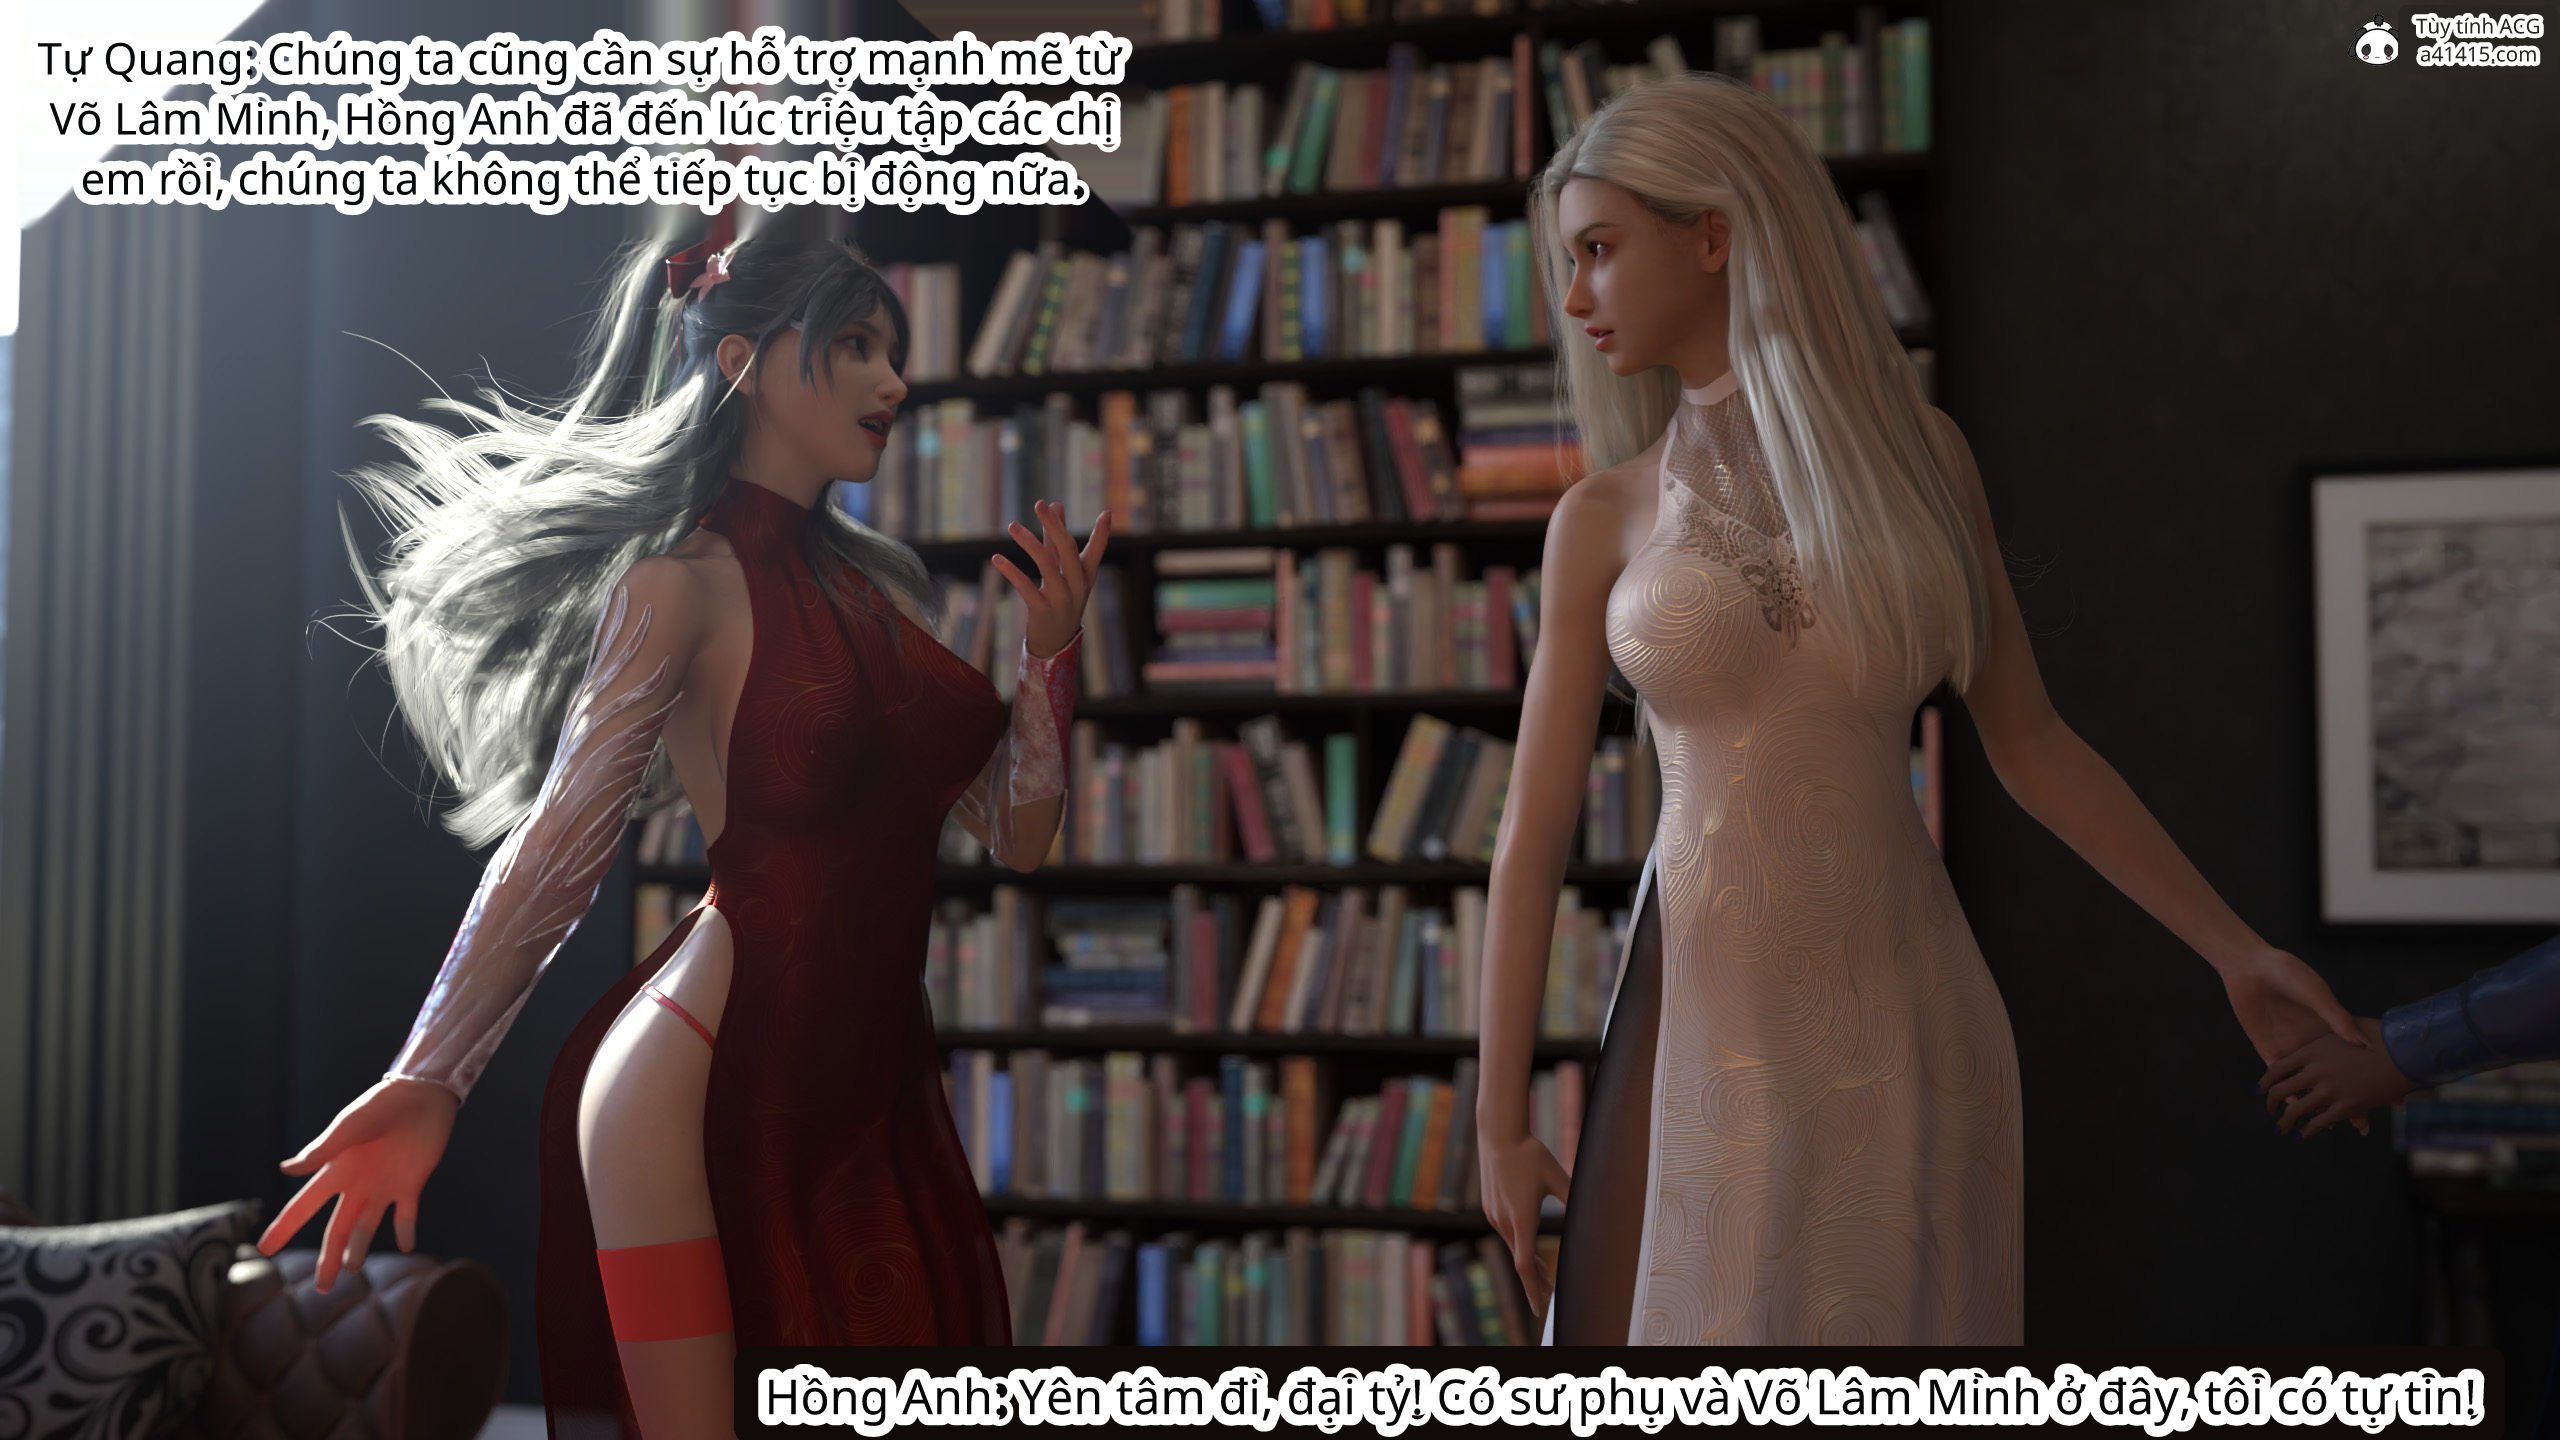 Tự Quang: Chúng ta cũng cần sự hỗ trợ mạnh mẽ từ
Võ Lâm Minh, Hồng Anh đã đến lúc triệu tập các chị
em rồi, chúng ta không thể tiếp tục bị động nữa.
Tùy tính ACG
a41415.com
Hồng Anh: Yên tâm đi, đại tỷ! Có sư phụ và Võ Lâm Minh ở đây, tôi có tự tin!